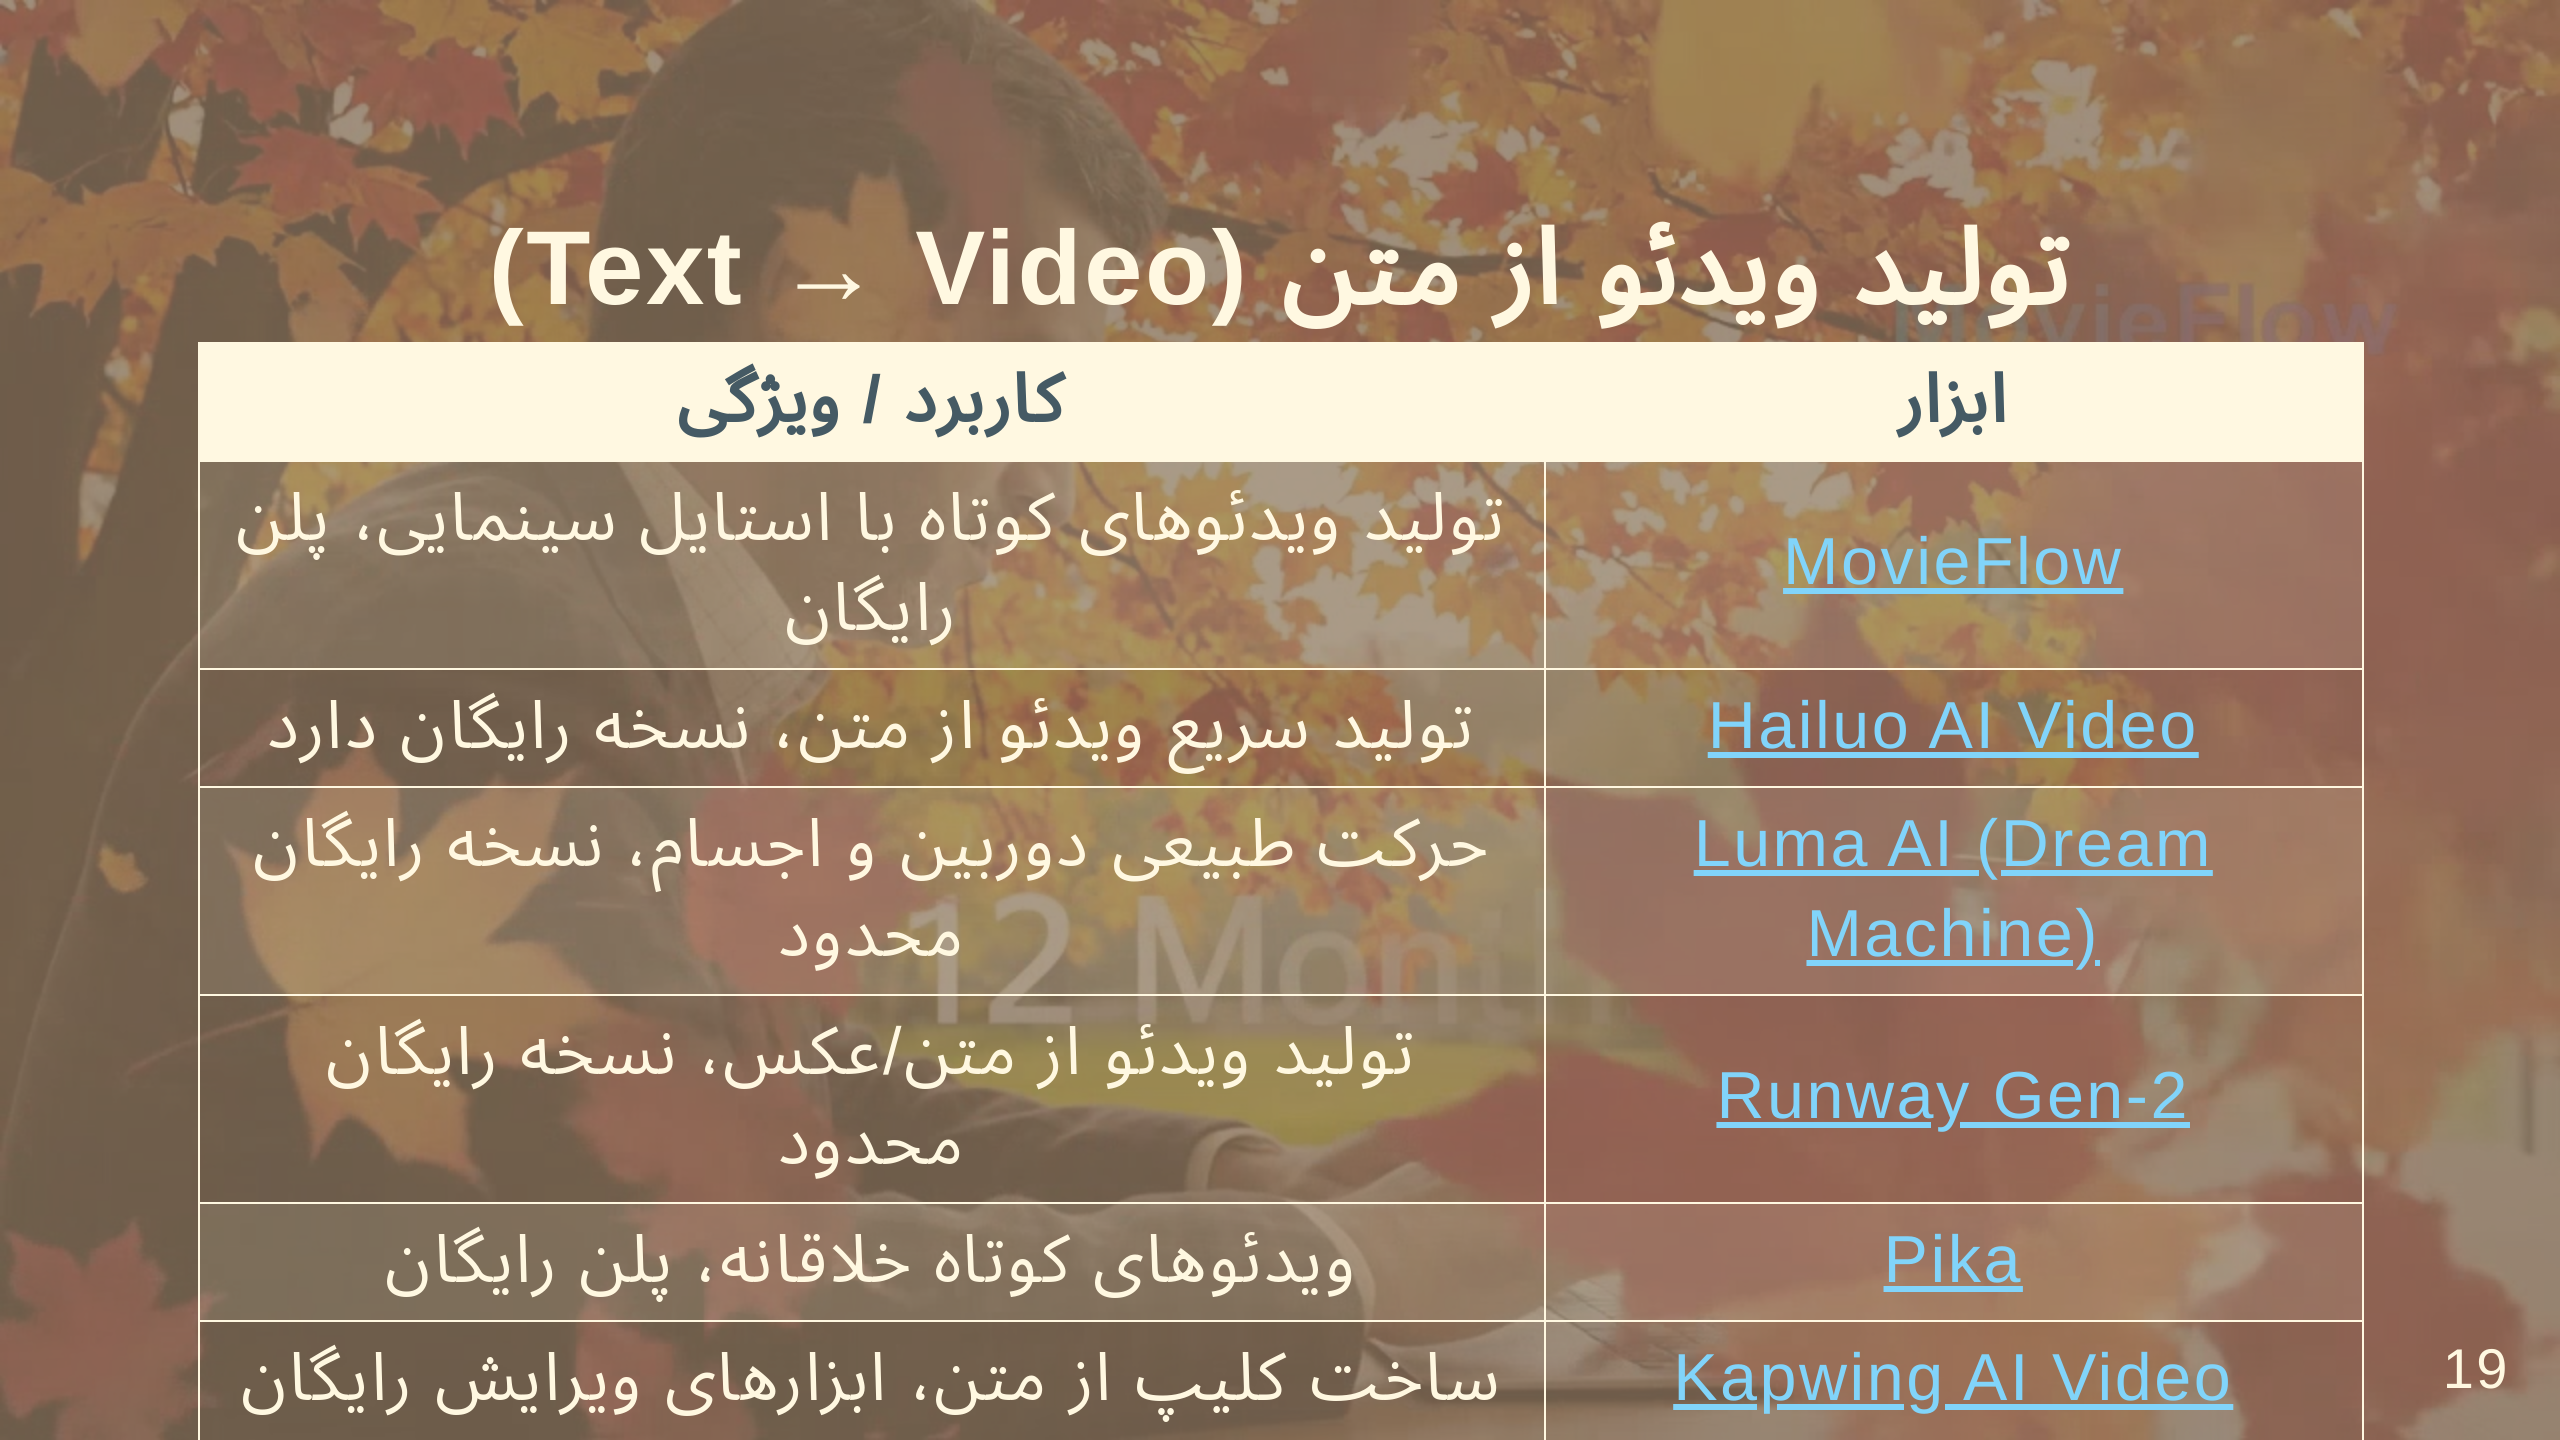 تولید ویدئو از متن (Text → Video)
ابزار
کاربرد / ویژگی
MovieFlow
تولید ویدئوهای کوتاه با استایل سینمایی، پلن
رایگان
Hailuo AI Video
تولید سریع ویدئو از متن، نسخه رایگان دارد
Luma AI (Dream
Machine)
حرکت طبیعی دوربین و اجسام، نسخه رایگان
محدود
Runway Gen-2
تولید ویدئو از متن/عکس، نسخه رایگان
محدود
Pika
ویدئوهای کوتاه خلاقانه، پلن رایگان
Kapwing AI Video
ساخت کلیپ از متن، ابزارهای ویرایش رایگان
MovieFlow
12 Month
19